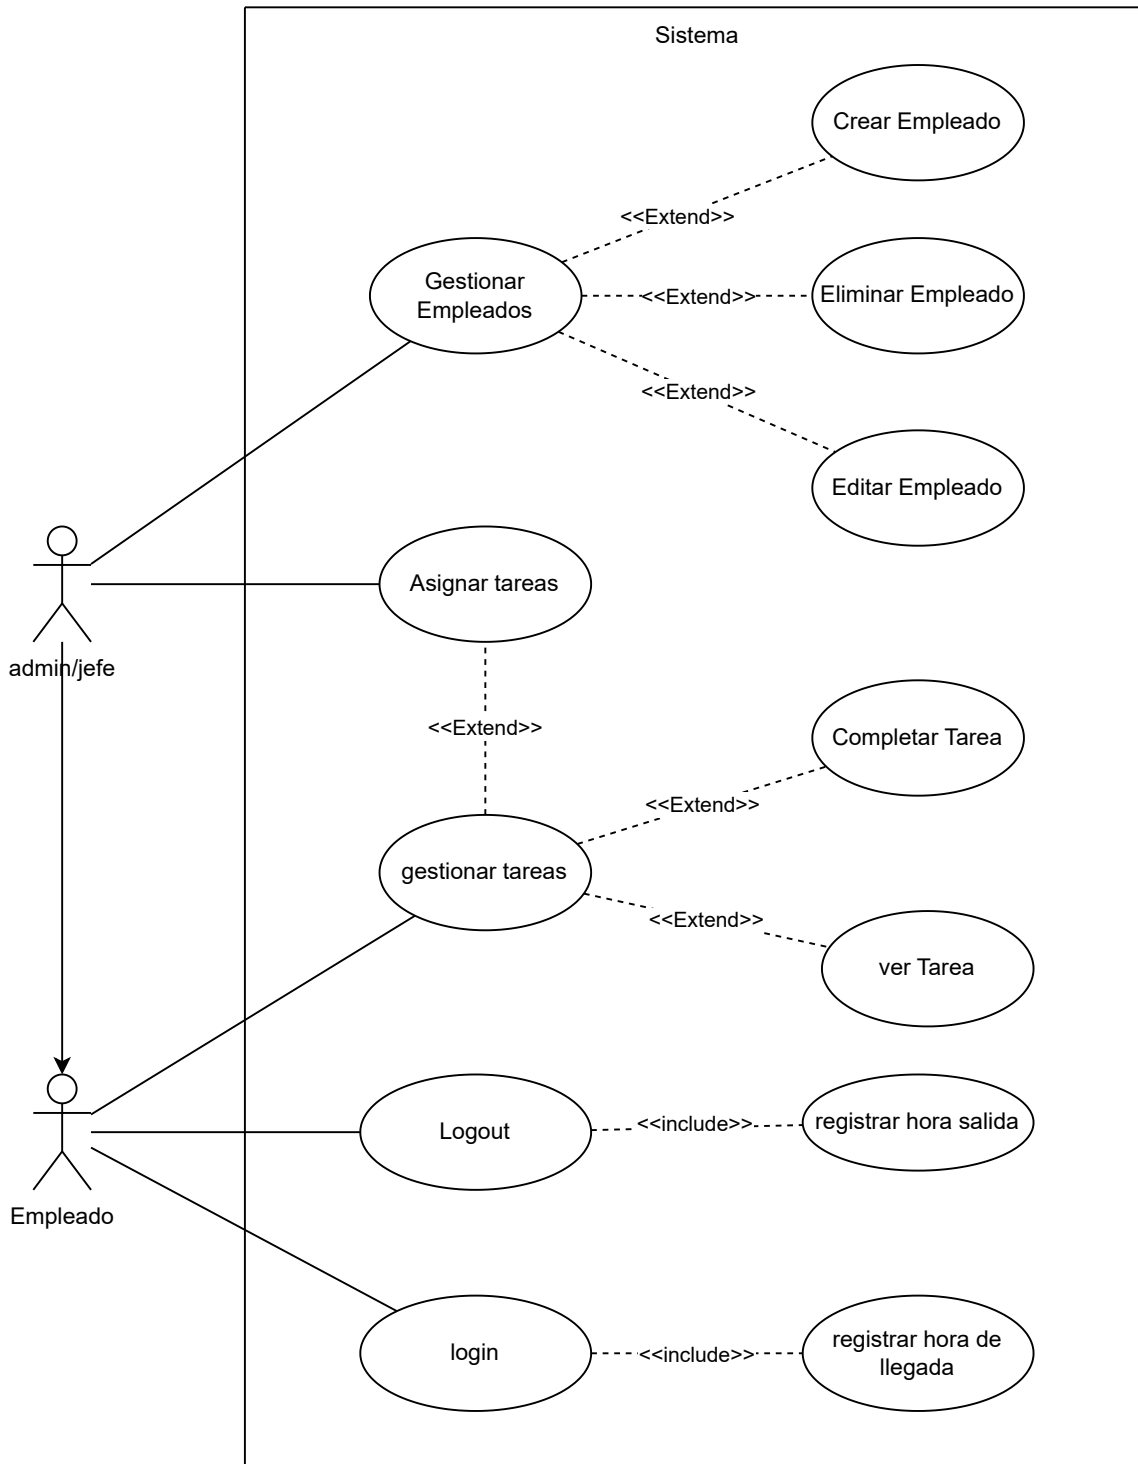 Sistema
Crear Empleado
<<Extend>>
Gestionar
Empleados
<<Extend>>
Eliminar Empleado
<<Extend>>
Editar Empleado
Asignar tareas
admin/jefe
<<Extend>>
Completar Tarea
<<Extend>>
gestionar tareas
<<Extend>>
ver Tarea
Logout
<<include>>
registrar hora salida
Empleado
login
<<include>>
registrar hora de
llegada